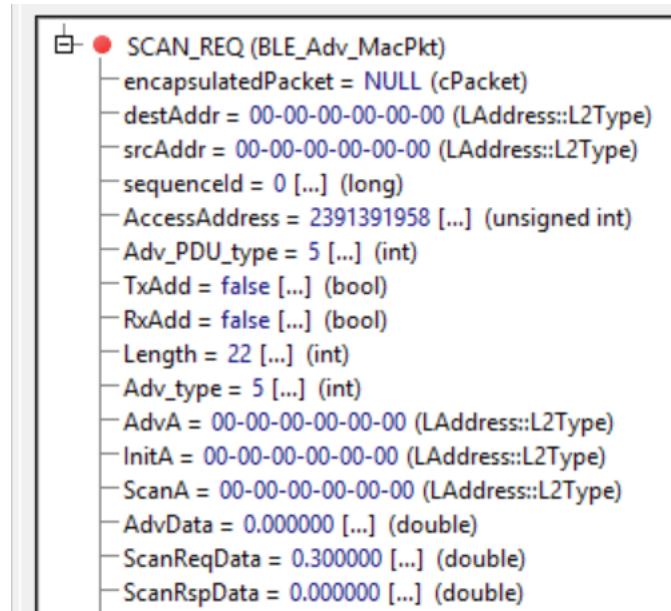 SCAN_REQ (BLE_Adv_MacPkt)
encapsulatedPacket = NULL (cPacket)
destAddr = 00-00-00-00-00-00 (LAddress::L2Type)
srcAddr = 00-00-00-00-00-00 (LAddress::L2Type)
sequenceId = 0 [...] (long)
AccessAddress = 2391391958 [...] (unsigned int)
Adv_PDU_type = 5 [...] (int)
TxAdd = false [...] (bool)
RxAdd = false [...] (bool)
Length = 22 [...] (int)
Adv_type = 5 [...] (int)
AdvA = 00-00-00-00-00-00 (LAddress::L2Type)
InitA = 00-00-00-00-00-00 (LAddress::L2Type)
ScanA = 00-00-00-00-00-00 (LAddress::L2Type)
AdvData = 0.000000 [...] (double)
ScanReqData = 0.300000 [...] (double)
ScanRspData = 0.000000 [...] (double)